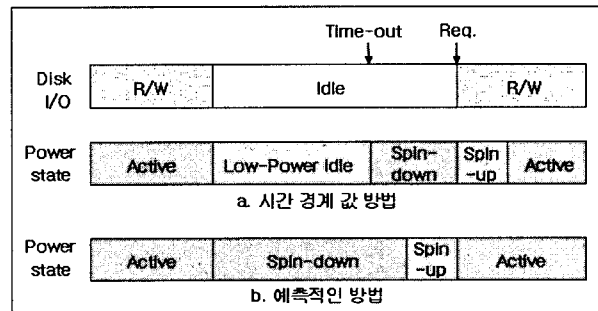 Time-out Req.
Disk I/O R/W Idle R/W
Power state Active Low-Power Idle Spin-down Spin-up Active
a. 시간 경계 값 방법
Power state Active Spin-down Spin-up Active
b. 예측적인 방법